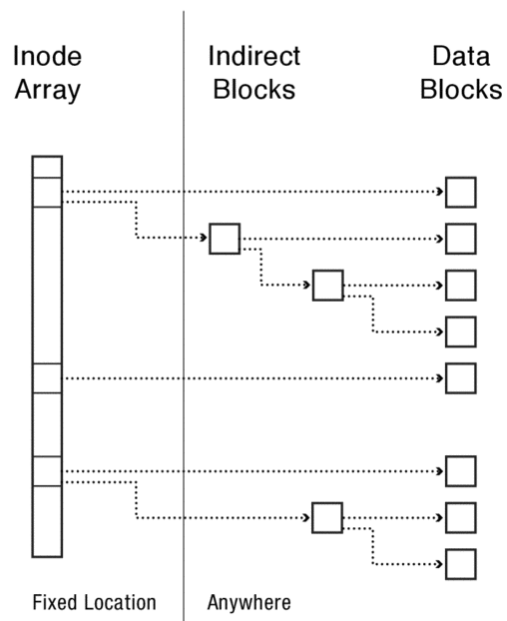 Inode
Array
Indirect
Blocks
Data
Blocks
Fixed Location
Anywhere